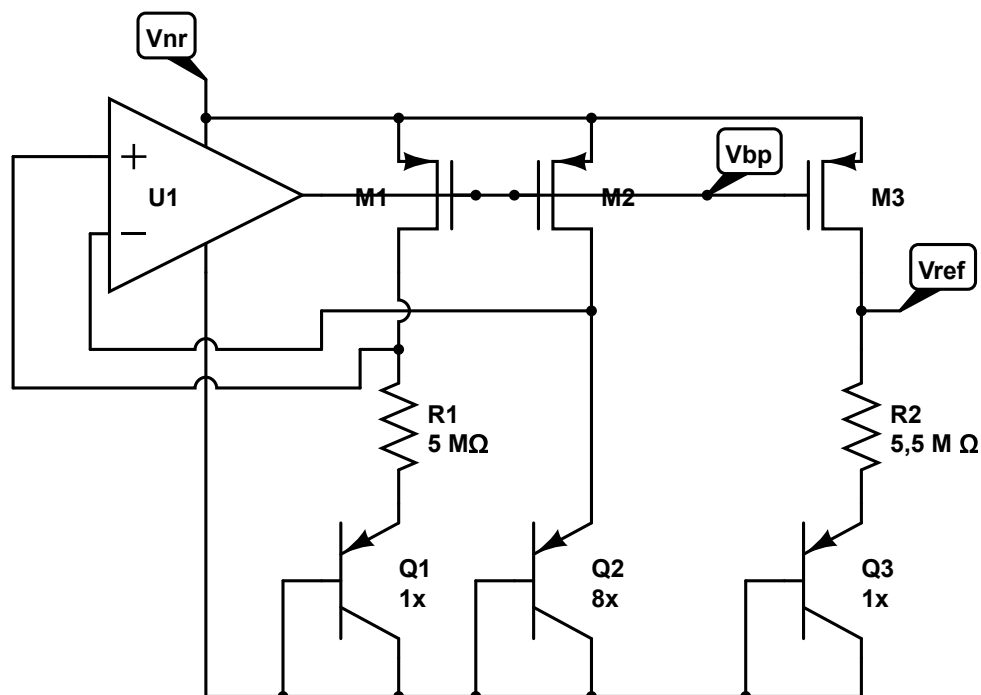 Vnr
+
U1
−
M1
M2
Vbp
M3
Vref
R1
5 MΩ
R2
5,5 M Ω
Q1
1x
Q2
8x
Q3
1x